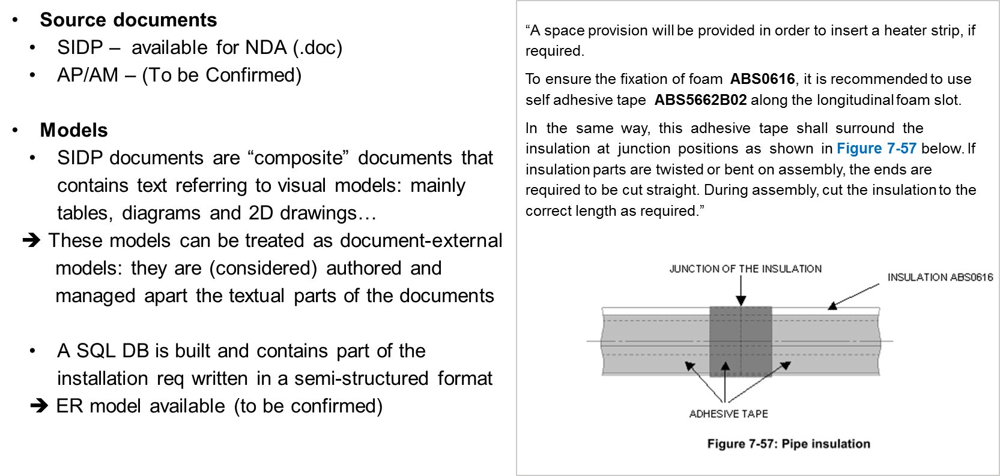 • Source documents
• SIDP – available for NDA (.doc)
• AP/AM – (To be Confirmed)
• Models
• SIDP documents are “composite” documents that
contains text referring to visual models: mainly
tables, diagrams and 2D drawings…
➔ These models can be treated as document-external
models: they are (considered) authored and
managed apart the textual parts of the documents
• A SQL DB is built and contains part of the
installation req written in a semi-structured format
➔ ER model available (to be confirmed)
“A space provision will be provided in order to insert a heater strip, if
required.
To ensure the fixation of foam ABS0616, it is recommended to use
self adhesive tape ABS5662B02 along the longitudinal foam slot.
In the same way, this adhesive tape shall surround the
insulation at junction positions as shown in Figure 7-57 below. If
insulation parts are twisted or bent on assembly, the ends are
required to be cut straight. During assembly, cut the insulation to the
correct length as required.”
JUNCTION OF THE INSULATION
INSULATION ABS0616
ADHESIVE TAPE
Figure 7-57: Pipe insulation